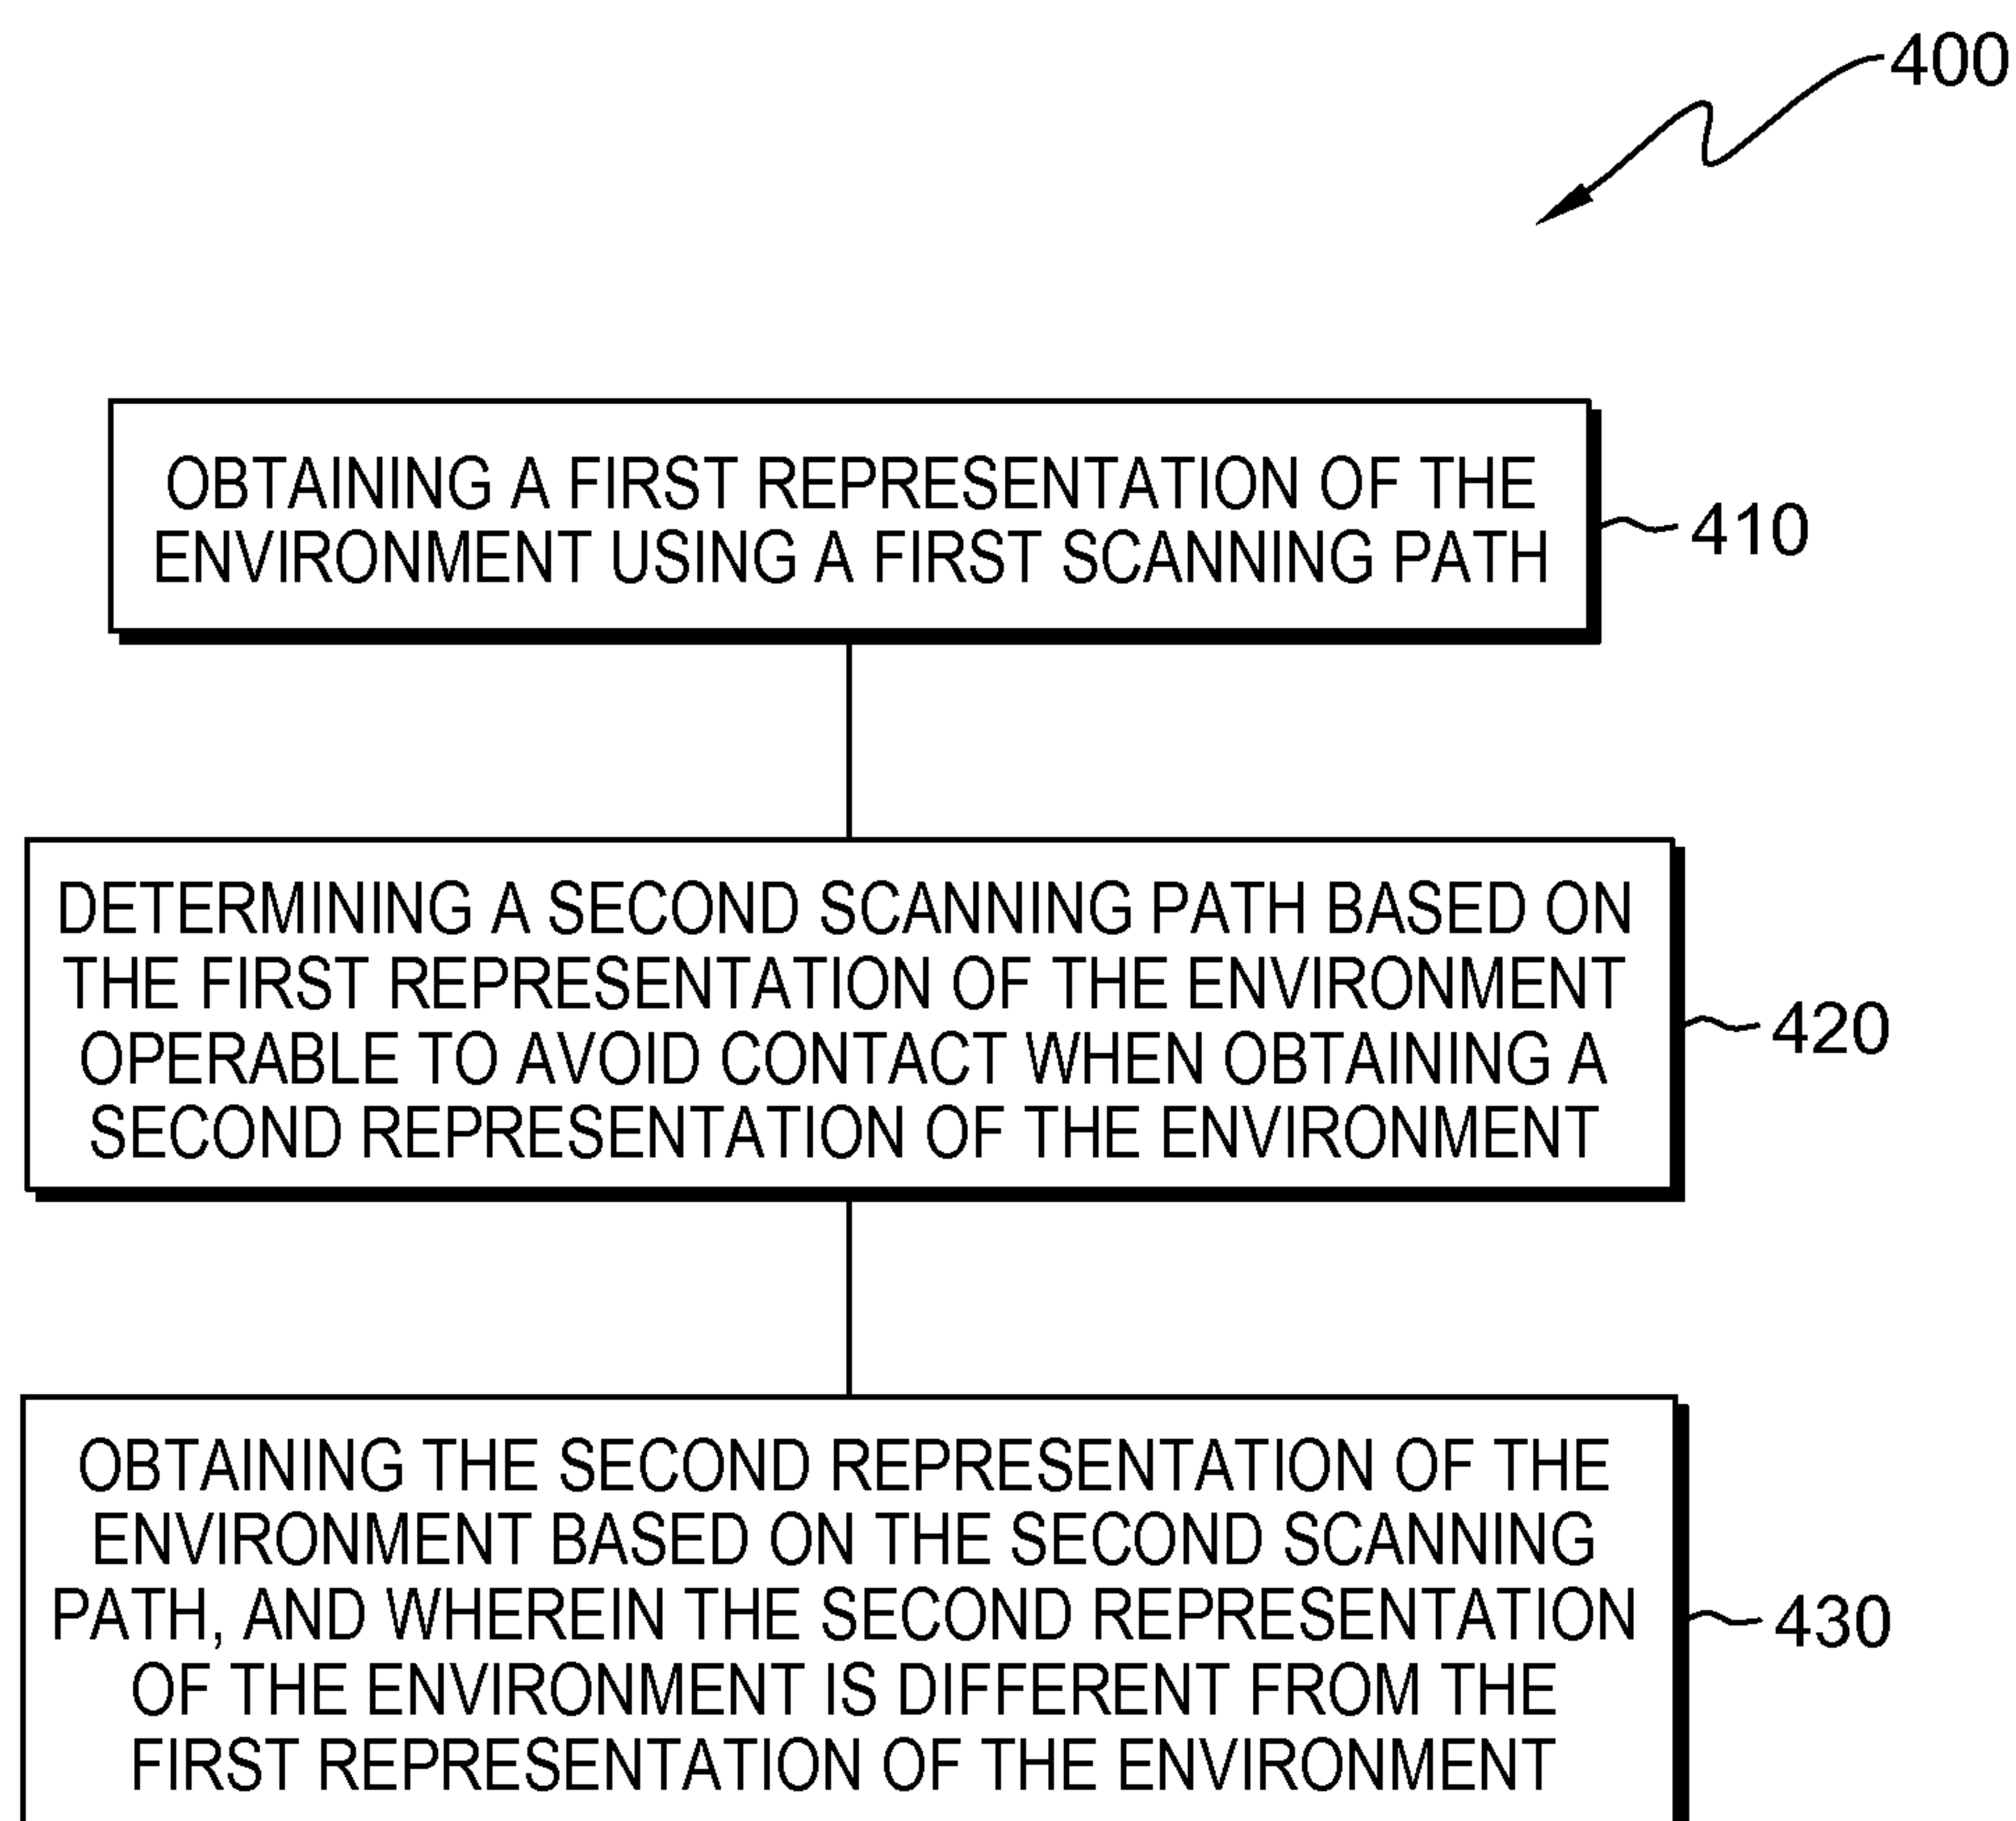 400
OBTAINING A FIRST REPRESENTATION OF THE
ENVIRONMENT USING A FIRST SCANNING PATH
410
DETERMINING A SECOND SCANNING PATH BASED ON
THE FIRST REPRESENTATION OF THE ENVIRONMENT
OPERABLE TO AVOID CONTACT WHEN OBTAINING A
SECOND REPRESENTATION OF THE ENVIRONMENT
420
OBTAINING THE SECOND REPRESENTATION OF THE
ENVIRONMENT BASED ON THE SECOND SCANNING
PATH, AND WHEREIN THE SECOND REPRESENTATION
OF THE ENVIRONMENT IS DIFFERENT FROM THE
FIRST REPRESENTATION OF THE ENVIRONMENT
430